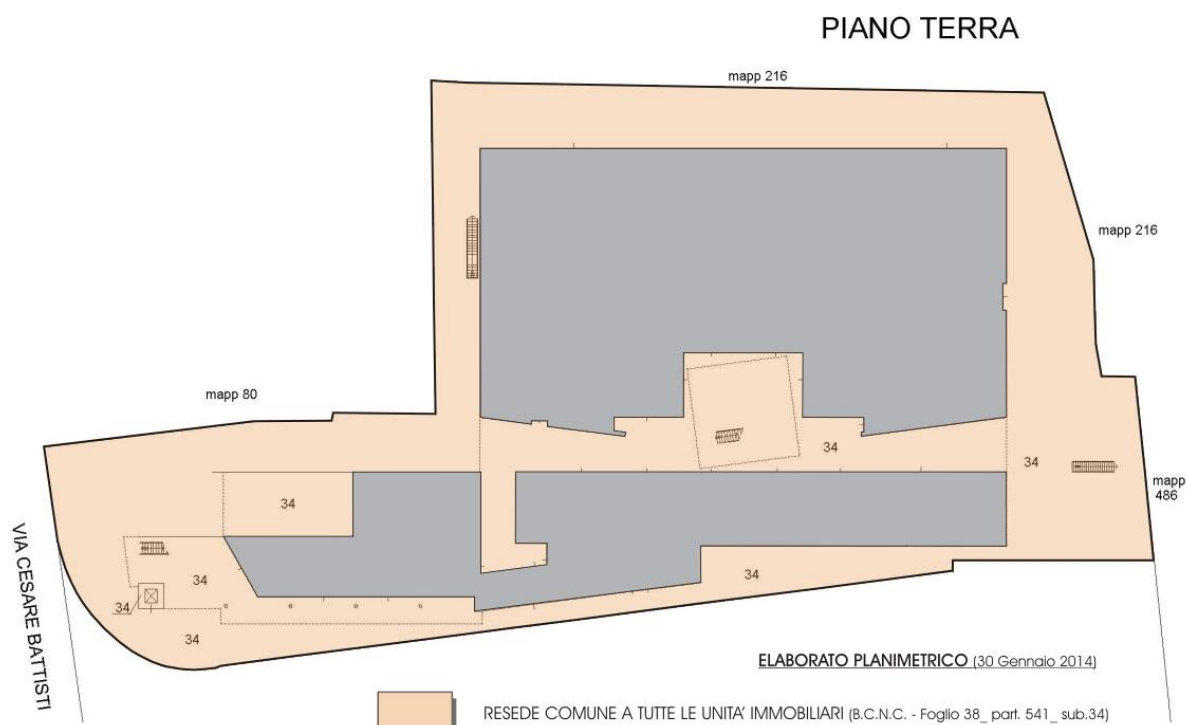 PIANO TERRA
mapp 216
mapp 216
mapp 80
34
34
mapp
486
34
34
34
34
34
VIA CESARE BATTISTI
ELABORATO PLANIMETRICO (30 Gennaio 2014)
RESEDE COMUNE A TUTTE LE UNITA' IMMOBILIARI (B.C.N.C. - Foglio 38_ part. 541_ sub.34)